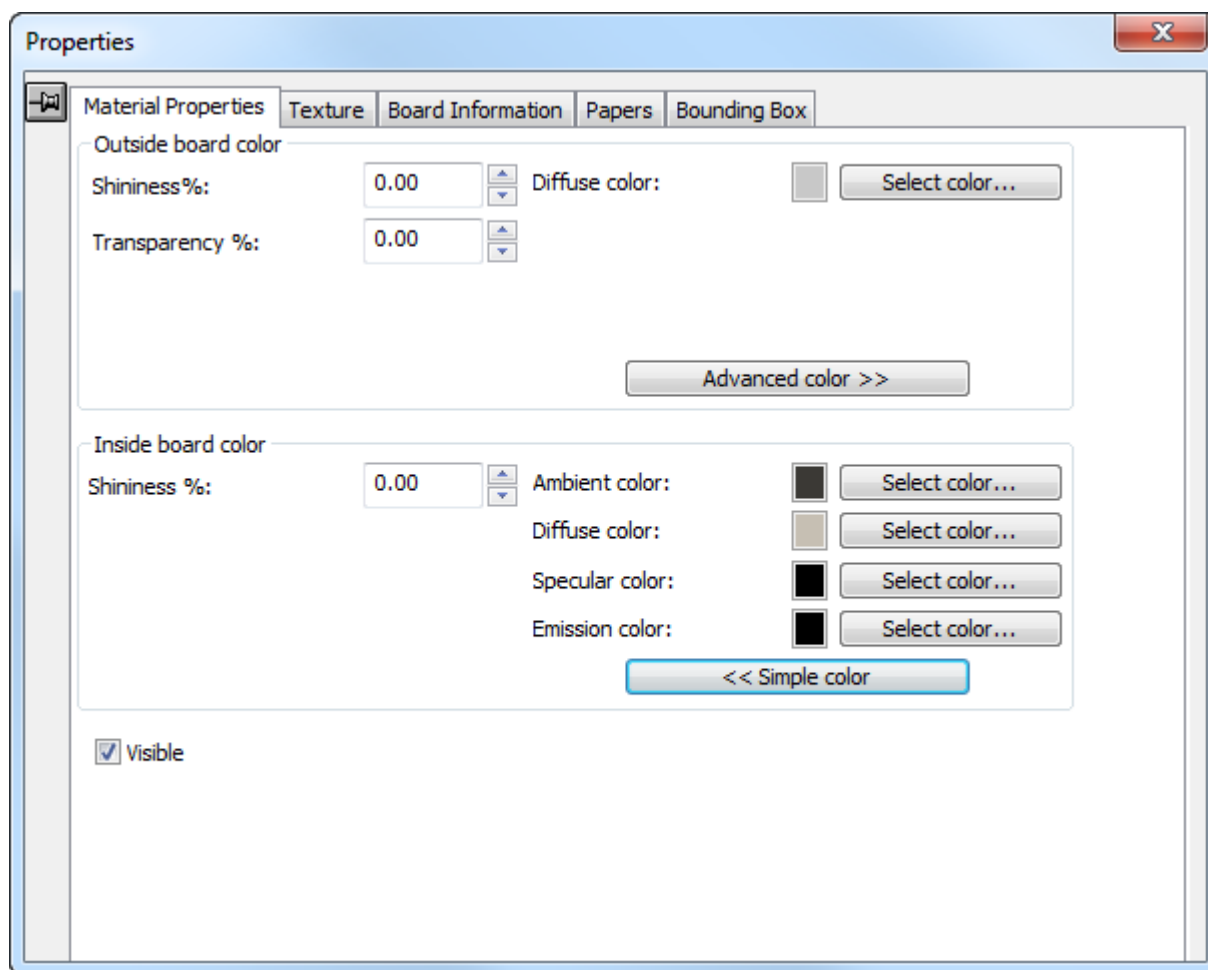 Properties
Material Properties Texture Board Information Papers Bounding Box
Outside board color
Shininess%: 0.00 Diffuse color: Select color...
Transparency %: 0.00
Advanced color >>
Inside board color
Shininess %: 0.00 Ambient color: Select color...
Diffuse color: Select color...
Specular color: Select color...
Emission color: Select color...
<< Simple color
Visible